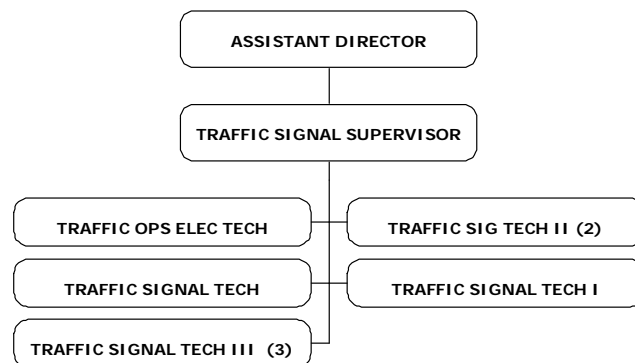 ASSISTANT DIRECTOR
TRAFFIC SIGNAL SUPERVISOR
TRAFFIC OPS ELEC TECH
TRAFFIC SIG TECH II (2)
TRAFFIC SIGNAL TECH
TRAFFIC SIGNAL TECH I
TRAFFIC SIGNAL TECH III (3)